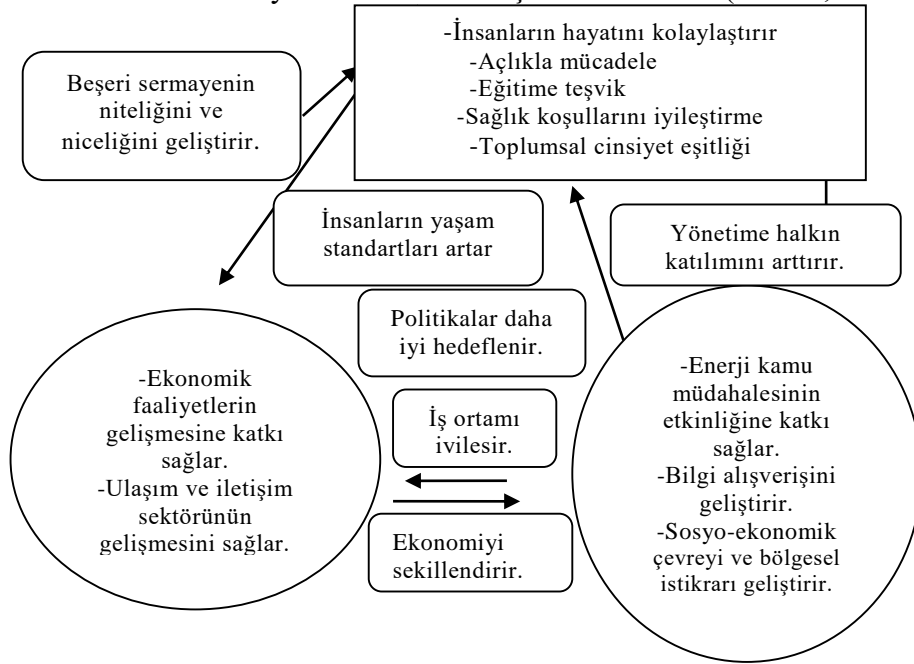 -İnsanların hayatını kolaylaştırır
-Açlıkla mücadele
-Eğitime teşvik
-Sağlık koşullarını iyileştirme
-Toplumsal cinsiyet eşitliği
Beşeri sermayenin
niteliğini ve
niceliğini geliştirir.
İnsanların yaşam
standartları artar
Yönetime halkın
katılımını arttırır.
Politikalar daha
iyi hedeflenir.
-Ekonomik
faaliyetlerin
gelişmesine katkı
sağlar.
-Ulaşım ve iletişim
sektörünün
gelişmesini sağlar.
İş ortamı
ivilesir.
Ekonomiyi
sekillendirir.
-Enerji kamu
müdahalesinin
etkinliğine katkı
sağlar.
-Bilgi alışverişini
geliştirir.
-Sosyo-ekonomik
çevreyi ve bölgesel
istikrarı geliştirir.